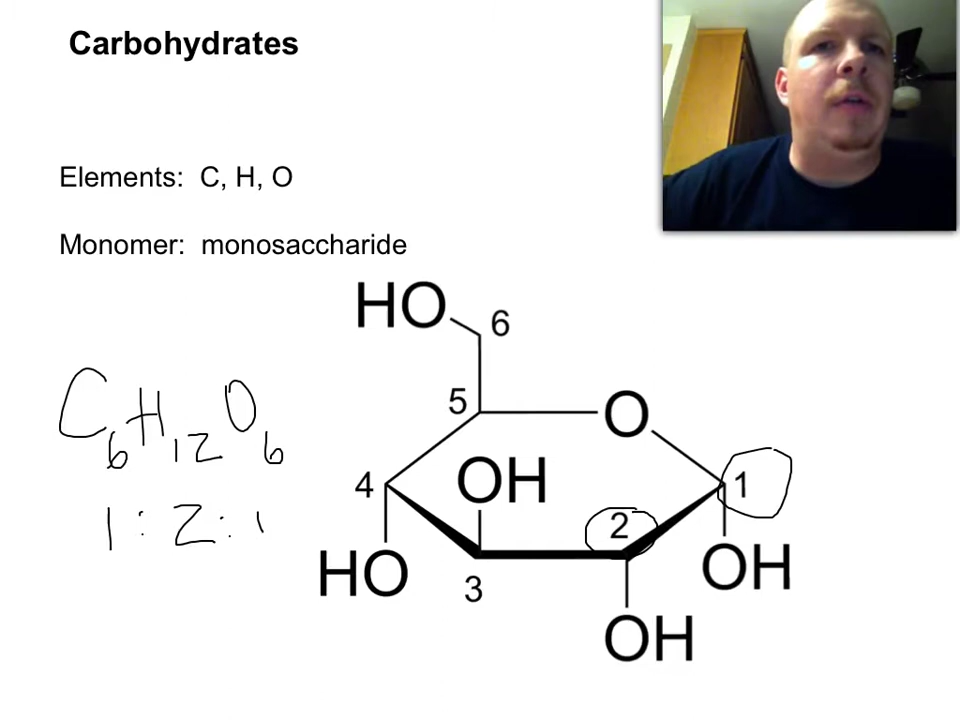 Carbohydrates
Elements: C, H, O
Monomer: monosaccharide
HO
6
5
O
C6H12O6
OH
4
1
1:2:1
2
HO
3
OH
OH